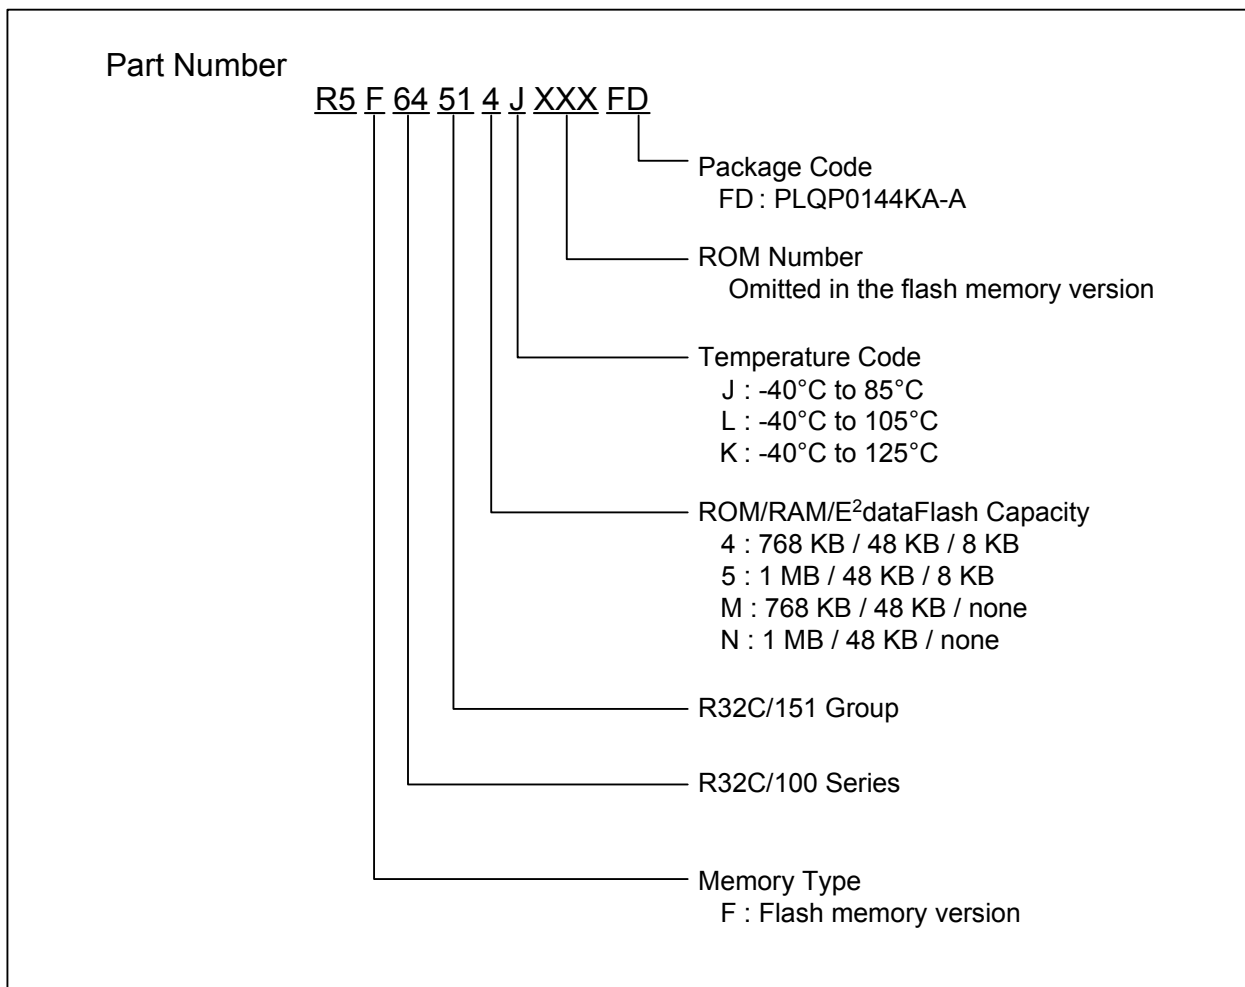 Part Number
R5 F 64 51 4 J XXX FD
Package Code
FD : PLQP0144KA-A
ROM Number
Omitted in the flash memory version
Temperature Code
J : -40°C to 85°C
L : -40°C to 105°C
K : -40°C to 125°C
ROM/RAM/E²dataFlash Capacity
4 : 768 KB / 48 KB / 8 KB
5 : 1 MB / 48 KB / 8 KB
M : 768 KB / 48 KB / none
N : 1 MB / 48 KB / none
R32C/151 Group
R32C/100 Series
Memory Type
F : Flash memory version